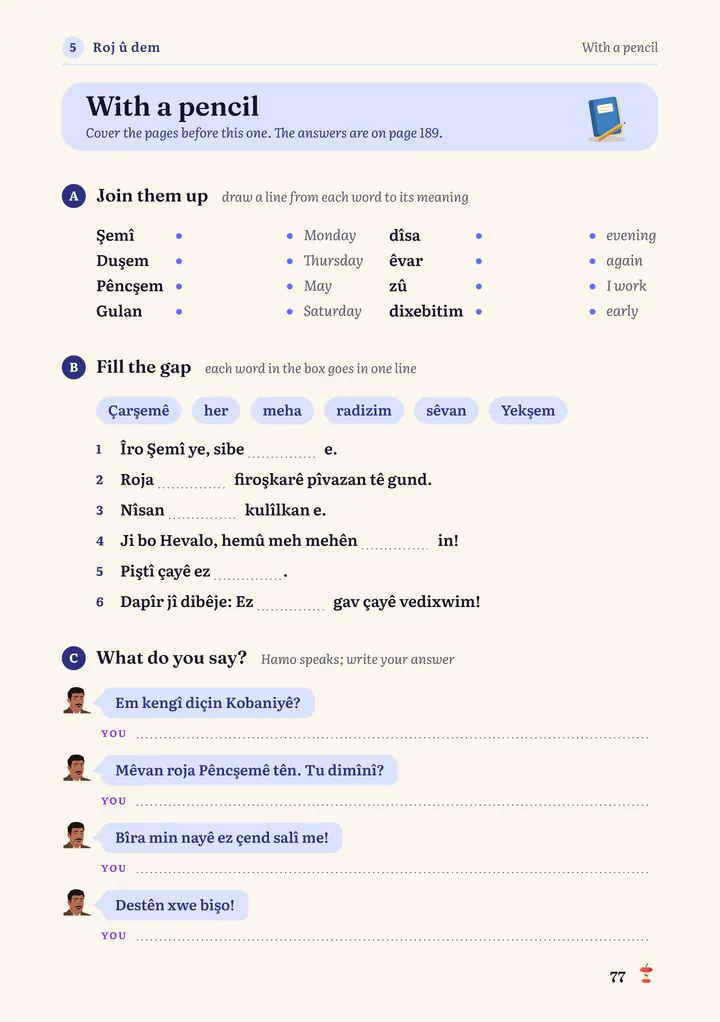 5 Roj û dem With a pencil
With a pencil
Cover the pages before this one. The answers are on page 189.
A Join them up draw a line from each word to its meaning
Şemî Monday dîsa evening
Duşem Thursday êvar again
Pêncşem May zû I work
Gulan Saturday dixebitim early
B Fill the gap each word in the box goes in one line
Çarşemê her meha radizim sêvan Yekşem
1 Îro Şemî ye, sibe ............ e.
2 Roja ............ firoşkarê pîvazan tê gund.
3 Nîsan ............ kulîlkan e.
4 Ji bo Hevalo, hemû meh mehên ............ in!
5 Piştî çayê ez ............ .
6 Dapîr jî dibêje: Ez ............ gav çayê vedixwim!
C What do you say? Hamo speaks; write your answer
Em kengî diçin Kobaniyê?
YOU
Mêvan roja Pêncşemê tên. Tu dimînî?
YOU
Bîra min nayê ez çend salî me!
YOU
Destên xwe bişo!
YOU
77